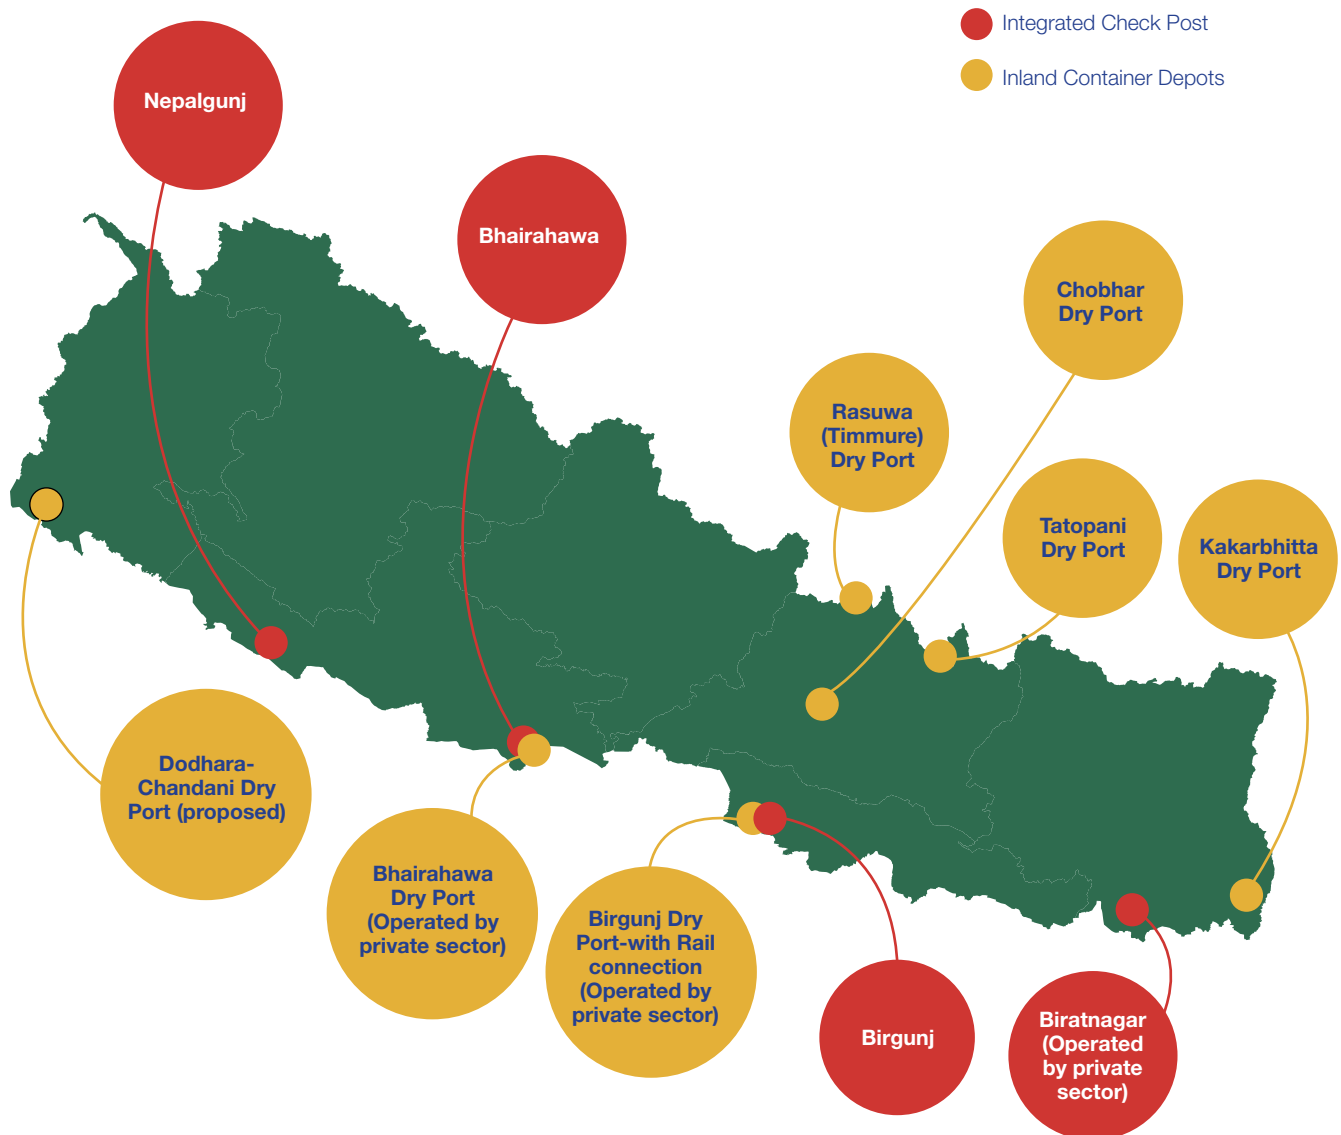 Integrated Check Post
Inland Container Depots
Nepalgunj
Bhairahawa
Chobhar
Dry Port
Rasuwa
(Timmure)
Dry Port
Tatopani
Dry Port
Kakarbhitta
Dry Port
Dodhara-
Chandani Dry
Port (proposed)
Bhairahawa
Dry Port
(Operated by
private sector)
Birgunj Dry
Port-with Rail
connection
(Operated by
private sector)
Birgunj
Biratnagar
(Operated
by private
sector)